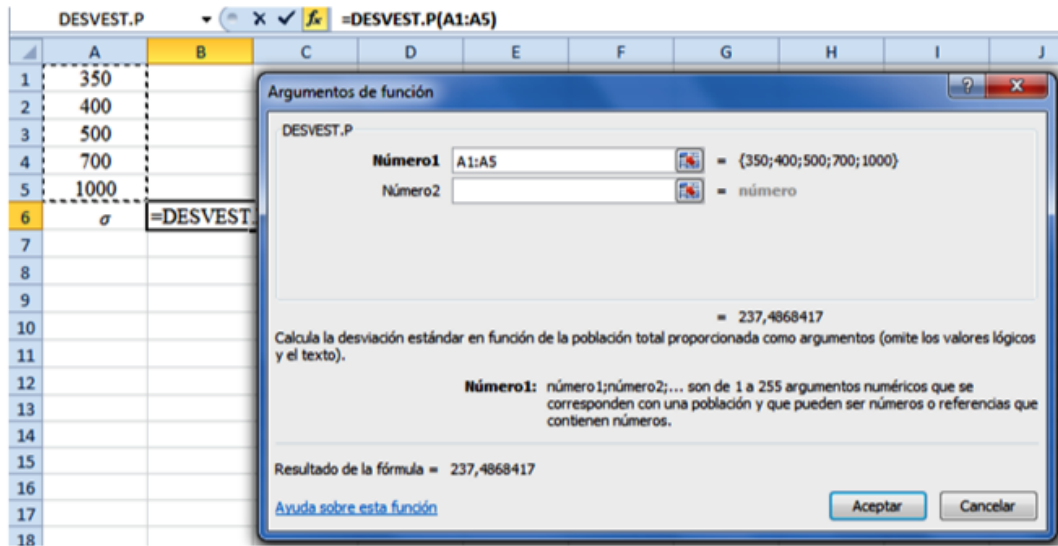 DESVEST.P =DESVEST.P(A1:A5)
A B C D E F G H I J
1 350
2 400
3 500
4 700
5 1000
6 σ =DESVEST.
7
8
9
10
11
12
13
14
15
16
17
18
Argumentos de función
DESVEST.P
Número1 A1:A5 = {350;400;500;700;1000}
Número2 = número
= 237,4868417
Calcula la desviación estándar en función de la población total proporcionada como argumentos (omite los valores lógicos
y el texto).
Número1: número1;número2;... son de 1 a 255 argumentos numéricos que se
corresponden con una población y que pueden ser números o referencias que
contienen números.
Resultado de la fórmula = 237,4868417
Ayuda sobre esta función
Aceptar Cancelar